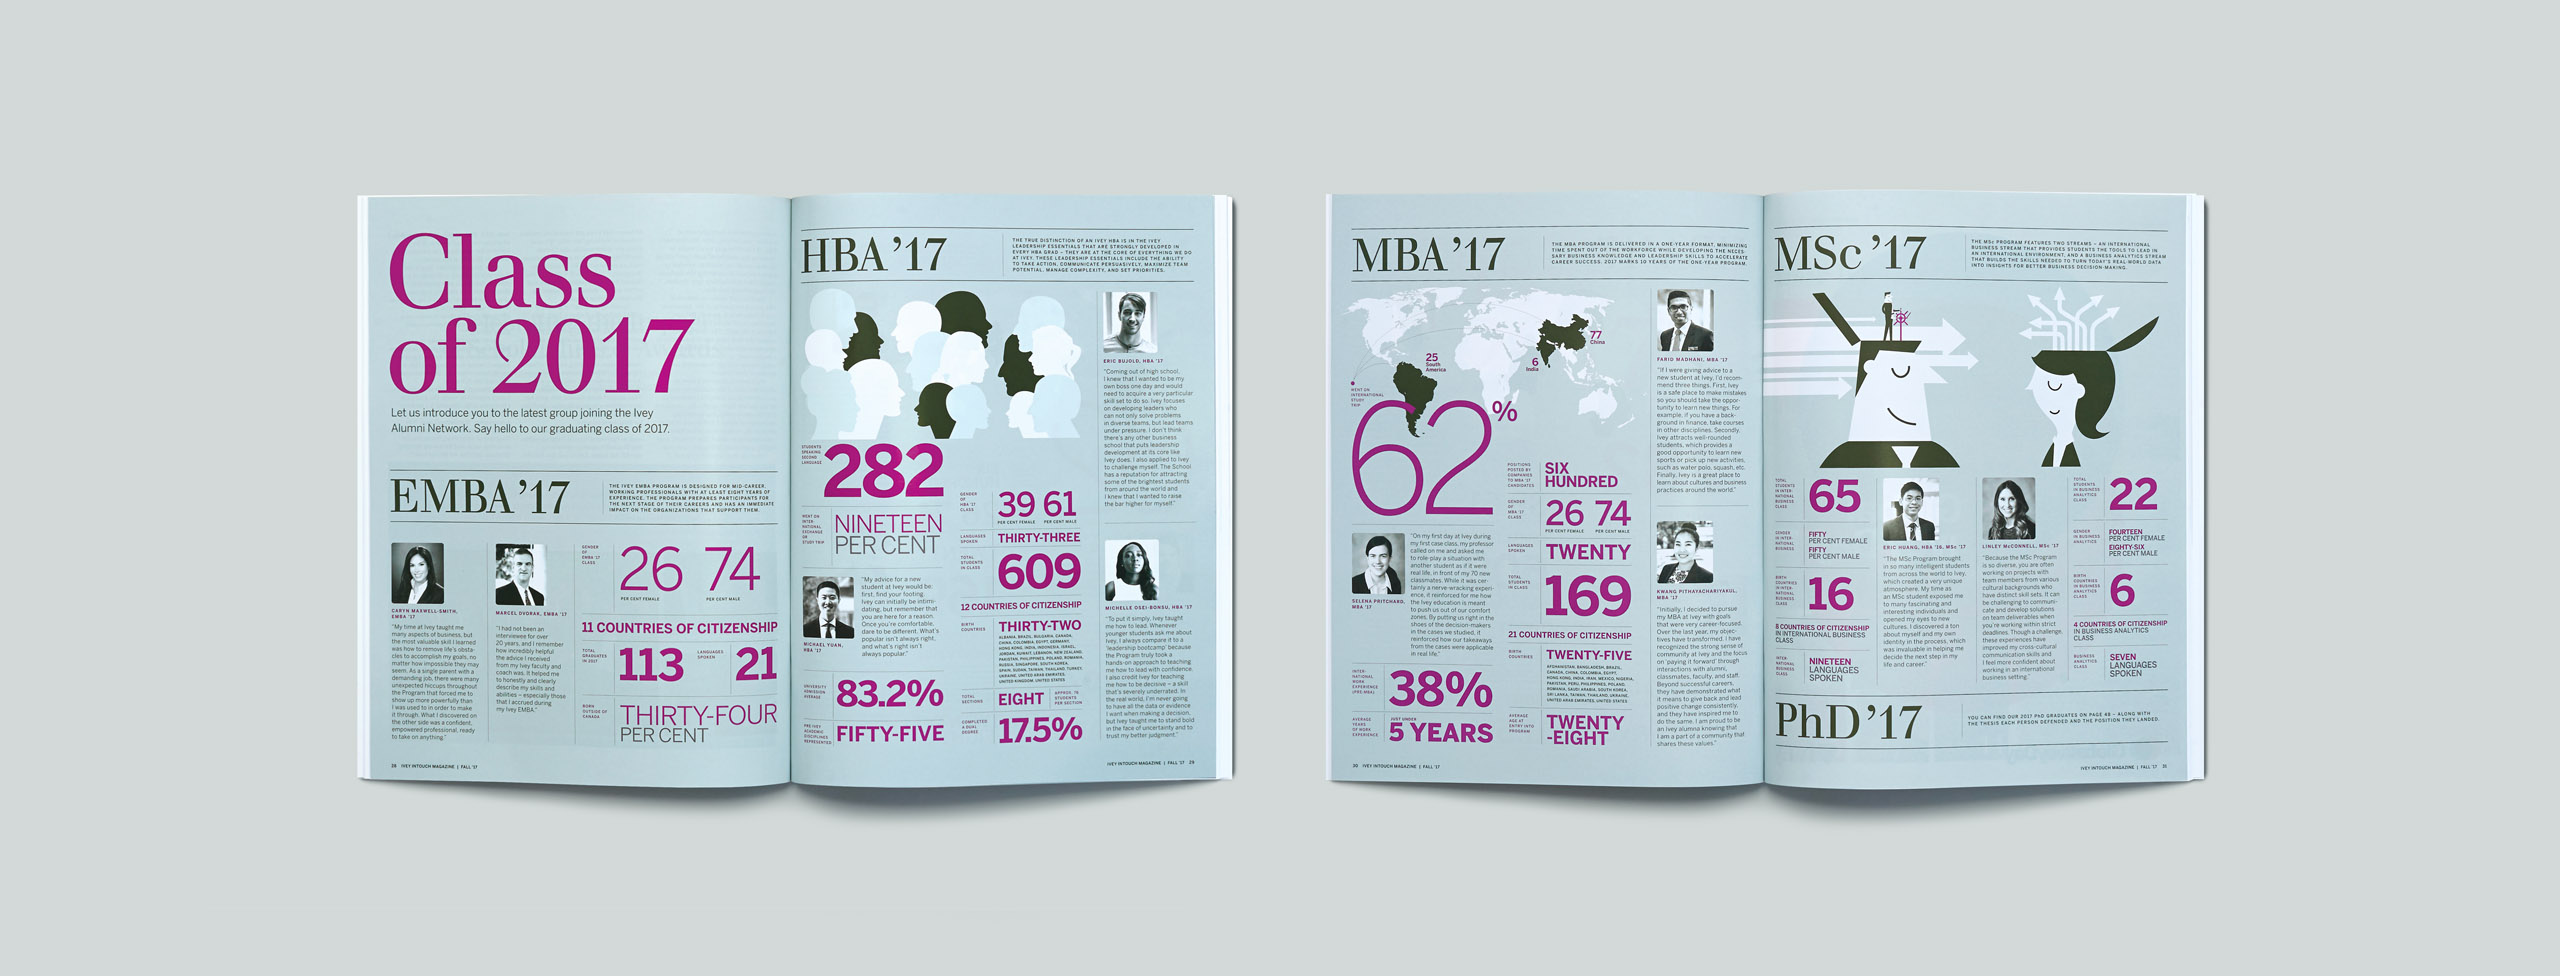 Class
of 2017
Let us introduce you to the latest group joining the Ivey
Alumni Network. Say hello to our graduating class of 2017.
EMBA ’17
THE IVEY EMBA PROGRAM IS DESIGNED FOR MID-CAREER,
WORKING PROFESSIONALS WITH AT LEAST EIGHT YEARS OF
EXPERIENCE. THE PROGRAM PREPARES PARTICIPANTS FOR
THE NEXT STAGE OF THEIR CAREERS AND HAS AN IMMEDIATE
IMPACT ON THE ORGANIZATIONS THAT SUPPORT THEM.
CARYN MAXWELL-SMITH,
EMBA ’17
“My time at Ivey taught me
many aspects of business, but
the most valuable skill I learned
was how to remove life’s obsta-
cles to accomplish my goals, no
matter how impossible they may
seem. As a single parent with a
demanding job, there were many
unexpected hiccups throughout
the Program that forced me to
show up more powerfully than
I was used to in order to make
it through. What I discovered on
the other side was a confident,
empowered professional, ready
to take on anything.”
MARCEL DVORAK, EMBA ’17
“I had not been an
interviewee for over
20 years, and I remember
how incredibly helpful
the advice I received
from my Ivey faculty and
coach was. It helped me
to honestly and clearly
describe my skills and
abilities – especially those
that I accrued during
my Ivey EMBA.”
GENDER
OF
EMBA ’17
CLASS
26 74
PER CENT FEMALE PER CENT MALE
11 COUNTRIES OF CITIZENSHIP
TOTAL
GRADUATES
IN 2017
113
LANGUAGES
SPOKEN
21
BORN
OUTSIDE OF
CANADA
THIRTY-FOUR
PER CENT
28 IVEY INTOUCH MAGAZINE | FALL ’17
HBA ’17
THE TRUE DISTINCTION OF AN IVEY HBA IS IN THE IVEY
LEADERSHIP ESSENTIALS THAT ARE STRONGLY DEVELOPED IN
EVERY HBA GRAD – THEY ARE AT THE CORE OF EVERYTHING WE DO
AT IVEY. THESE LEADERSHIP ESSENTIALS INCLUDE THE ABILITY
TO TAKE ACTION, COMMUNICATE PERSUASIVELY, MAXIMIZE TEAM
POTENTIAL, MANAGE COMPLEXITY, AND SET PRIORITIES.
STUDENTS
SPEAKING
SECOND
LANGUAGE
282
WENT ON
INTER-
NATIONAL
EXCHANGE
OR
STUDY TRIP
NINETEEN
PER CENT
MICHAEL YUAN,
HBA ’17
“My advice for a new
student at Ivey would be:
first, find your footing.
Ivey can initially be intimi-
dating, but remember that
you are here for a reason.
Once you’re comfortable,
dare to be different. What’s
popular isn’t always right,
and what’s right isn’t
always popular.”
UNIVERSITY
ADMISSION
AVERAGE
83.2%
PRE IVEY
ACADEMIC
DISCIPLINES
REPRESENTED
FIFTY-FIVE
GENDER
OF
HBA ’17
CLASS
39 61
PER CENT FEMALE PER CENT MALE
LANGUAGES
SPOKEN
THIRTY-THREE
TOTAL
STUDENTS
IN CLASS
609
12 COUNTRIES OF CITIZENSHIP
BIRTH
COUNTRIES
THIRTY-TWO
ALBANIA, BRAZIL, BULGARIA, CANADA,
CHINA, COLOMBIA, EGYPT, GERMANY,
HONG KONG, INDIA, INDONESIA, ISRAEL,
JORDAN, KUWAIT, LEBANON, NEW ZEALAND,
PAKISTAN, PHILIPPINES, POLAND, ROMANIA,
RUSSIA, SINGAPORE, SOUTH KOREA,
SPAIN, SUDAN, TAIWAN, THAILAND, TURKEY,
UKRAINE, UNITED ARAB EMIRATES,
UNITED KINGDOM, UNITED STATES
TOTAL
SECTIONS
EIGHT
APPROX. 76
STUDENTS
PER SECTION
COMPLETED
A DUAL
DEGREE
17.5%
ERIC BUJOLD, HBA ’17
“Coming out of high school,
I knew that I wanted to be my
own boss one day and would
need to acquire a very particular
skill set to do so. Ivey focuses
on developing leaders who
can not only solve problems
in diverse teams, but lead teams
under pressure. I don’t think
there’s any other business
school that puts leadership
development at its core like
Ivey does. I also applied to Ivey
to challenge myself. The School
has a reputation for attracting
some of the brightest students
from around the world and
I knew that I wanted to raise
the bar higher for myself.”
MICHELLE OSEI-BONSU, HBA ’17
“To put it simply, Ivey taught
me how to lead. Whenever
younger students ask me about
Ivey, I always compare it to a
‘leadership bootcamp’ because
the Program truly took a
hands-on approach to teaching
me how to lead with confidence.
I also credit Ivey for teaching
me how to be decisive – a skill
that’s severely underrated. In
the real world, I’m never going
to have all the data or evidence
I want when making a decision,
but Ivey taught me to stand bold
in the face of uncertainty and to
trust my better judgment.”
IVEY INTOUCH MAGAZINE | FALL ’17 29
MBA ’17
THE MBA PROGRAM IS DELIVERED IN A ONE-YEAR FORMAT, MINIMIZING
TIME SPENT OUT OF THE WORKFORCE WHILE DEVELOPING THE NECES-
SARY BUSINESS KNOWLEDGE AND LEADERSHIP SKILLS TO ACCELERATE
CAREER SUCCESS. 2017 MARKS 10 YEARS OF THE ONE-YEAR PROGRAM.
77
China
25
South
America
6
India
WENT ON
INTERNATIONAL
STUDY
TRIP
62%
SELENA PRITCHARD,
MBA ’17
“On my first day at Ivey during
my first case class, my professor
called on me and asked me
to role-play a situation with
another student as if it were
real life, in front of my 70 new
classmates. While it was cer-
tainly a nerve-wracking experi-
ence, it reinforced for me how
the Ivey education is meant
to push us out of our comfort
zones. By putting us right in the
shoes of the decision-makers
in the cases we studied, it
reinforced how our takeaways
from the cases were applicable
in real life.”
INTER-
NATIONAL
WORK
EXPERIENCE
(PRE-MBA)
38%
AVERAGE
YEARS
OF WORK
EXPERIENCE
JUST UNDER
5 YEARS
POSITIONS
POSTED BY
COMPANIES
TO MBA ’17
CANDIDATES
SIX
HUNDRED
GENDER
OF
MBA ’17
CLASS
26 74
PER CENT FEMALE PER CENT MALE
LANGUAGES
SPOKEN
TWENTY
TOTAL
STUDENTS
IN CLASS
169
21 COUNTRIES OF CITIZENSHIP
BIRTH
COUNTRIES
TWENTY-FIVE
AFGHANISTAN, BANGLADESH, BRAZIL,
CANADA, CHINA, COLOMBIA, EGYPT,
HONG KONG, INDIA, IRAN, MEXICO, NIGERIA,
PAKISTAN, PERU, PHILIPPINES, POLAND,
ROMANIA, SAUDI ARABIA, SOUTH KOREA,
SRI LANKA, TAIWAN, THAILAND, UKRAINE,
UNITED ARAB EMIRATES, UNITED STATES
AVERAGE
AGE AT
ENTRY INTO
PROGRAM
TWENTY
-EIGHT
FARID MADHANI, MBA ’17
“If I were giving advice to a
new student at Ivey, I’d recom-
mend three things. First, Ivey
is a safe place to make mistakes
so you should take the oppor-
tunity to learn new things. For
example, if you have a back-
ground in finance, take courses
in other disciplines. Secondly,
Ivey attracts well-rounded
students, which provides a
good opportunity to learn new
sports or pick up new activities,
such as water polo, squash, etc.
Finally, Ivey is a great place to
learn about cultures and business
practices around the world.”
KWANG PITHAYACHARIYAKUL,
MBA ’17
“Initially, I decided to pursue
my MBA at Ivey with goals
that were very career-focused.
Over the last year, my objec-
tives have transformed. I have
recognized the strong sense of
community at Ivey and the focus
on ‘paying it forward’ through
interactions with alumni,
classmates, faculty, and staff.
Beyond successful careers,
they have demonstrated what
it means to give back and lead
positive change consistently,
and they have inspired me to
do the same. I am proud to be
an Ivey alumna knowing that
I am a part of a community that
shares these values.”
30 IVEY INTOUCH MAGAZINE | FALL ’17
MSc ’17
THE MSc PROGRAM FEATURES TWO STREAMS – AN INTERNATIONAL
BUSINESS STREAM THAT PROVIDES STUDENTS THE TOOLS TO LEAD IN
AN INTERNATIONAL ENVIRONMENT, AND A BUSINESS ANALYTICS STREAM
THAT BUILDS THE SKILLS NEEDED TO TURN TODAY’S REAL-WORLD DATA
INTO INSIGHTS FOR BETTER BUSINESS DECISION-MAKING.
TOTAL
STUDENTS
IN INTER-
NATIONAL
BUSINESS
CLASS
65
GENDER
IN INTER-
NATIONAL
BUSINESS
FIFTY
PER CENT FEMALE
FIFTY
PER CENT MALE
BIRTH
COUNTRIES
IN INTER-
NATIONAL
BUSINESS
CLASS
16
8 COUNTRIES OF CITIZENSHIP
IN INTERNATIONAL BUSINESS
CLASS
INTER-
NATIONAL
BUSINESS
CLASS
NINETEEN
LANGUAGES
SPOKEN
ERIC HUANG, HBA ’16, MSc ’17
“The MSc Program brought
in so many intelligent students
from across the world to Ivey,
which created a very unique
atmosphere. My time as
an MSc student exposed me
to many fascinating and
interesting individuals and
opened my eyes to new
cultures. I discovered a ton
about myself and my own
identity in the process, which
was invaluable in helping me
decide the next step in my
life and career.”
LINLEY McCONNELL, MSc ’17
“Because the MSc Program
is so diverse, you are often
working on projects with
team members from various
cultural backgrounds who
have distinct skill sets. It can
be challenging to communi-
cate and develop solutions
on team deliverables when
you’re working within strict
deadlines. Though a challenge,
these experiences have
improved my cross-cultural
communication skills and
I feel more confident about
working in an international
business setting.”
TOTAL
STUDENTS
IN BUSINESS
ANALYTICS
CLASS
22
GENDER
IN BUSINESS
ANALYTICS
FOURTEEN
PER CENT FEMALE
EIGHTY-SIX
PER CENT MALE
BIRTH
COUNTRIES
IN BUSINESS
ANALYTICS
CLASS
6
4 COUNTRIES OF CITIZENSHIP
IN BUSINESS ANALYTICS
CLASS
BUSINESS
ANALYTICS
CLASS
SEVEN
LANGUAGES
SPOKEN
PhD ’17
YOU CAN FIND OUR 2017 PhD GRADUATES ON PAGE 48 – ALONG WITH
THE THESIS EACH PERSON DEFENDED AND THE POSITION THEY LANDED.
IVEY INTOUCH MAGAZINE | FALL ’17 31